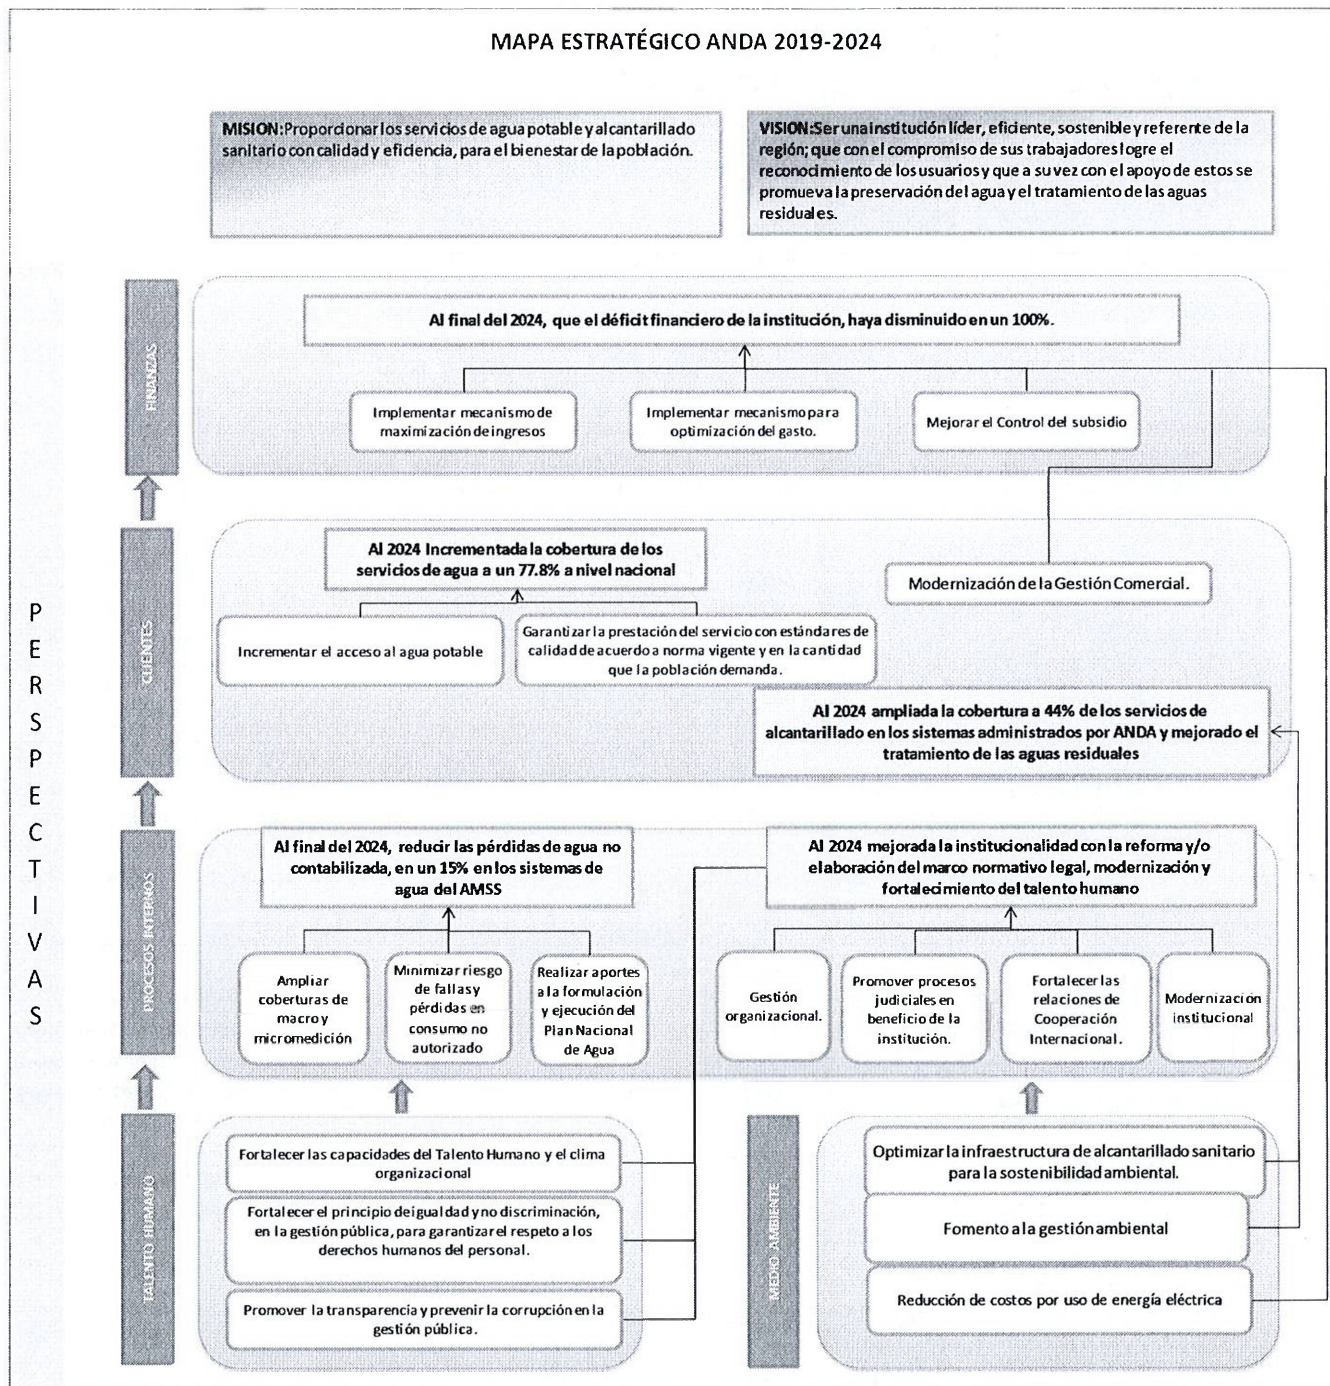 MAPA ESTRATÉGICO ANDA 2019-2024
MISION:Proporcionar los servicios de agua potable y alcantarillado
sanitario con calidad y eficiencia, para el bienestar de la población.
VISION:Ser una institución líder, eficiente, sostenible y referente de la
región; que con el compromiso de sus trabajadores logre el
reconocimiento de los usuarios y que a su vez con el apoyo de estos se
promueva la preservación del agua y el tratamiento de las aguas
residuales.
PERSPECTIVAS
FINANZAS
Al final del 2024, que el déficit financiero de la institución, haya disminuido en un 100%.
Implementar mecanismo de
maximización de ingresos
Implementar mecanismo para
optimización del gasto.
Mejorar el Control del subsidio
CLIENTES
Al 2024 Incrementada la cobertura de los
servicios de agua a un 77.8% a nivel nacional
Modernización de la Gestión Comercial.
Incrementar el acceso al agua potable
Garantizar la prestación del servicio con estándares de
calidad de acuerdo a norma vigente y en la cantidad
que la población demanda.
Al 2024 ampliada la cobertura a 44% de los servicios de
alcantarillado en los sistemas administrados por ANDA y mejorado el
tratamiento de las aguas residuales
PROCESOS INTERNOS
Al final del 2024, reducir las pérdidas de agua no
contabilizada, en un 15% en los sistemas de
agua del AMSS
Al 2024 mejorada la institucionalidad con la reforma y/o
elaboración del marco normativo legal, modernización y
fortalecimiento del talento humano
Ampliar
coberturas de
macro y
micromedición
Minimizar riesgo
de fallas y
pérdidas en
consumo no
autorizado
Realizar aportes
a la formulación
y ejecución del
Plan Nacional
de Agua
Gestión
organizacional.
Promover procesos
judiciales en
beneficio de la
institución.
Fortalecer las
relaciones de
Cooperación
Internacional.
Modernización
institucional
TALENTO HUMANO
Fortalecer las capacidades del Talento Humano y el clima
organizacional
Fortalecer el principio de igualdad y no discriminación,
en la gestión pública, para garantizar el respeto a los
derechos humanos del personal.
Promover la transparencia y prevenir la corrupción en la
gestión pública.
MEDIO AMBIENTE
Optimizar la infraestructura de alcantarillado sanitario
para la sostenibilidad ambiental.
Fomento a la gestión ambiental
Reducción de costos por uso de energía eléctrica